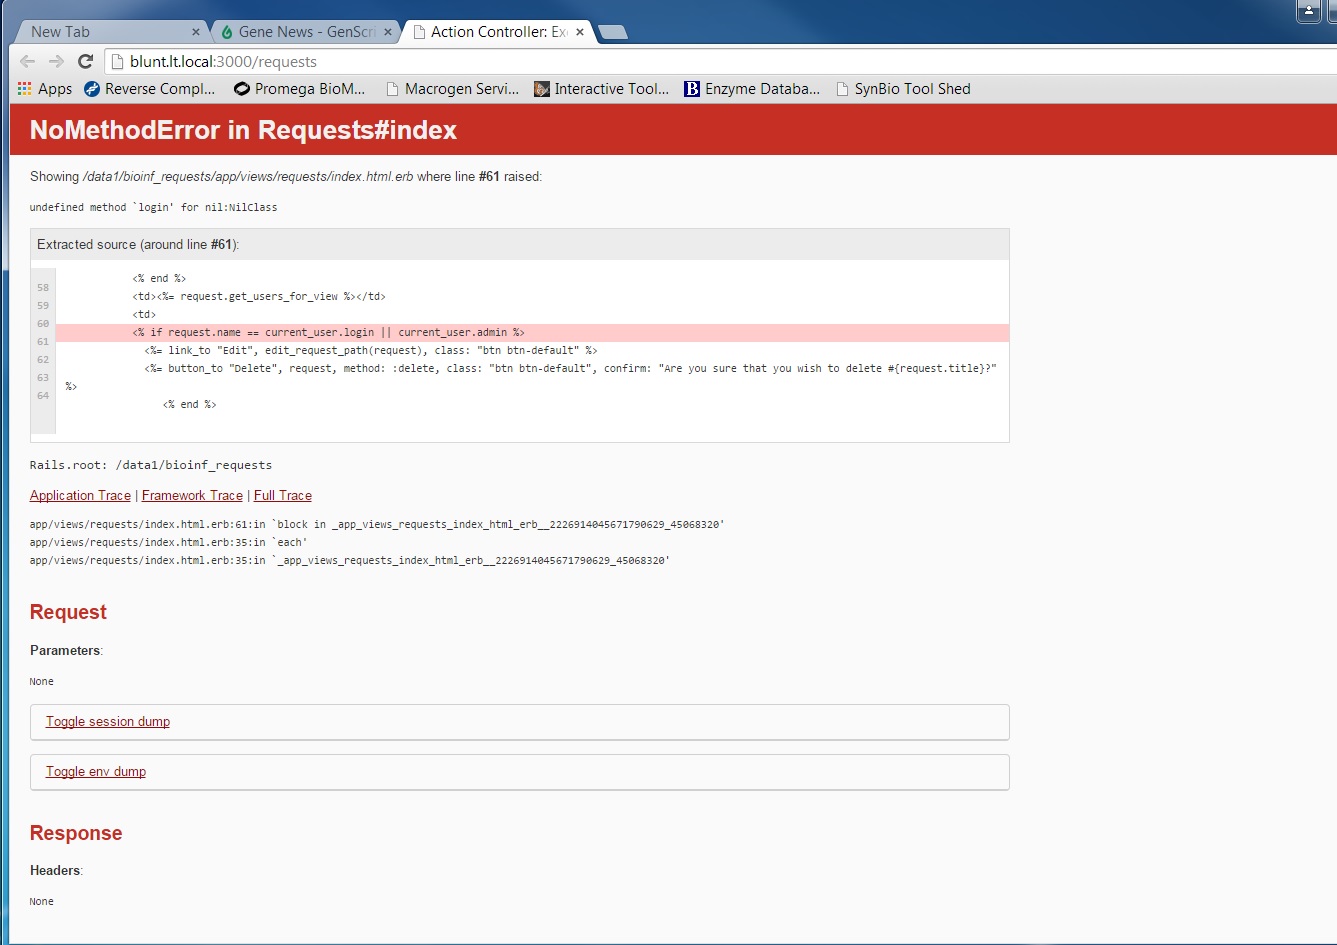 New Tab
Gene News - GenScri
Action Controller: Ex
blunt.lt.local:3000/requests
Apps Reverse Compl... Promega BioM... Macrogen Servi... Interactive Tool... Enzyme Databa... SynBio Tool Shed
NoMethodError in Requests#index
Showing /data1/bioinf_requests/app/views/requests/index.html.erb where line #61 raised:
undefined method `login' for nil:NilClass
Extracted source (around line #61):
<% end %>
58
<td><%= request.get_users_for_view %></td>
59
<td>
60
<% if request.name == current_user.login || current_user.admin %>
61
<%= link_to "Edit", edit_request_path(request), class: "btn btn-default" %>
62
<%= button_to "Delete", request, method: :delete, class: "btn btn-default", confirm: "Are you sure that you wish to delete #{request.title}?"
63
%>
64
<% end %>
Rails.root: /data1/bioinf_requests
Application Trace | Framework Trace | Full Trace
app/views/requests/index.html.erb:61:in `block in _app_views_requests_index_html_erb__2226914045671790629_45068320'
app/views/requests/index.html.erb:35:in `each'
app/views/requests/index.html.erb:35:in `_app_views_requests_index_html_erb__2226914045671790629_45068320'
Request
Parameters:
None
Toggle session dump
Toggle env dump
Response
Headers:
None